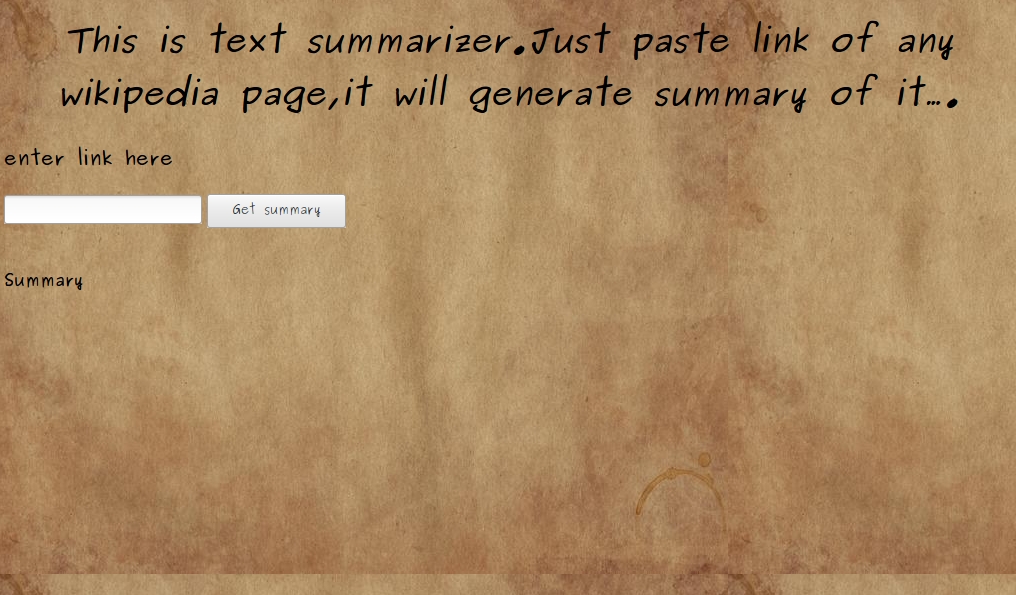 This is text summarizer.Just paste link of any
wikipedia page,it will generate summary of it....
enter link here
Get summary
Summary